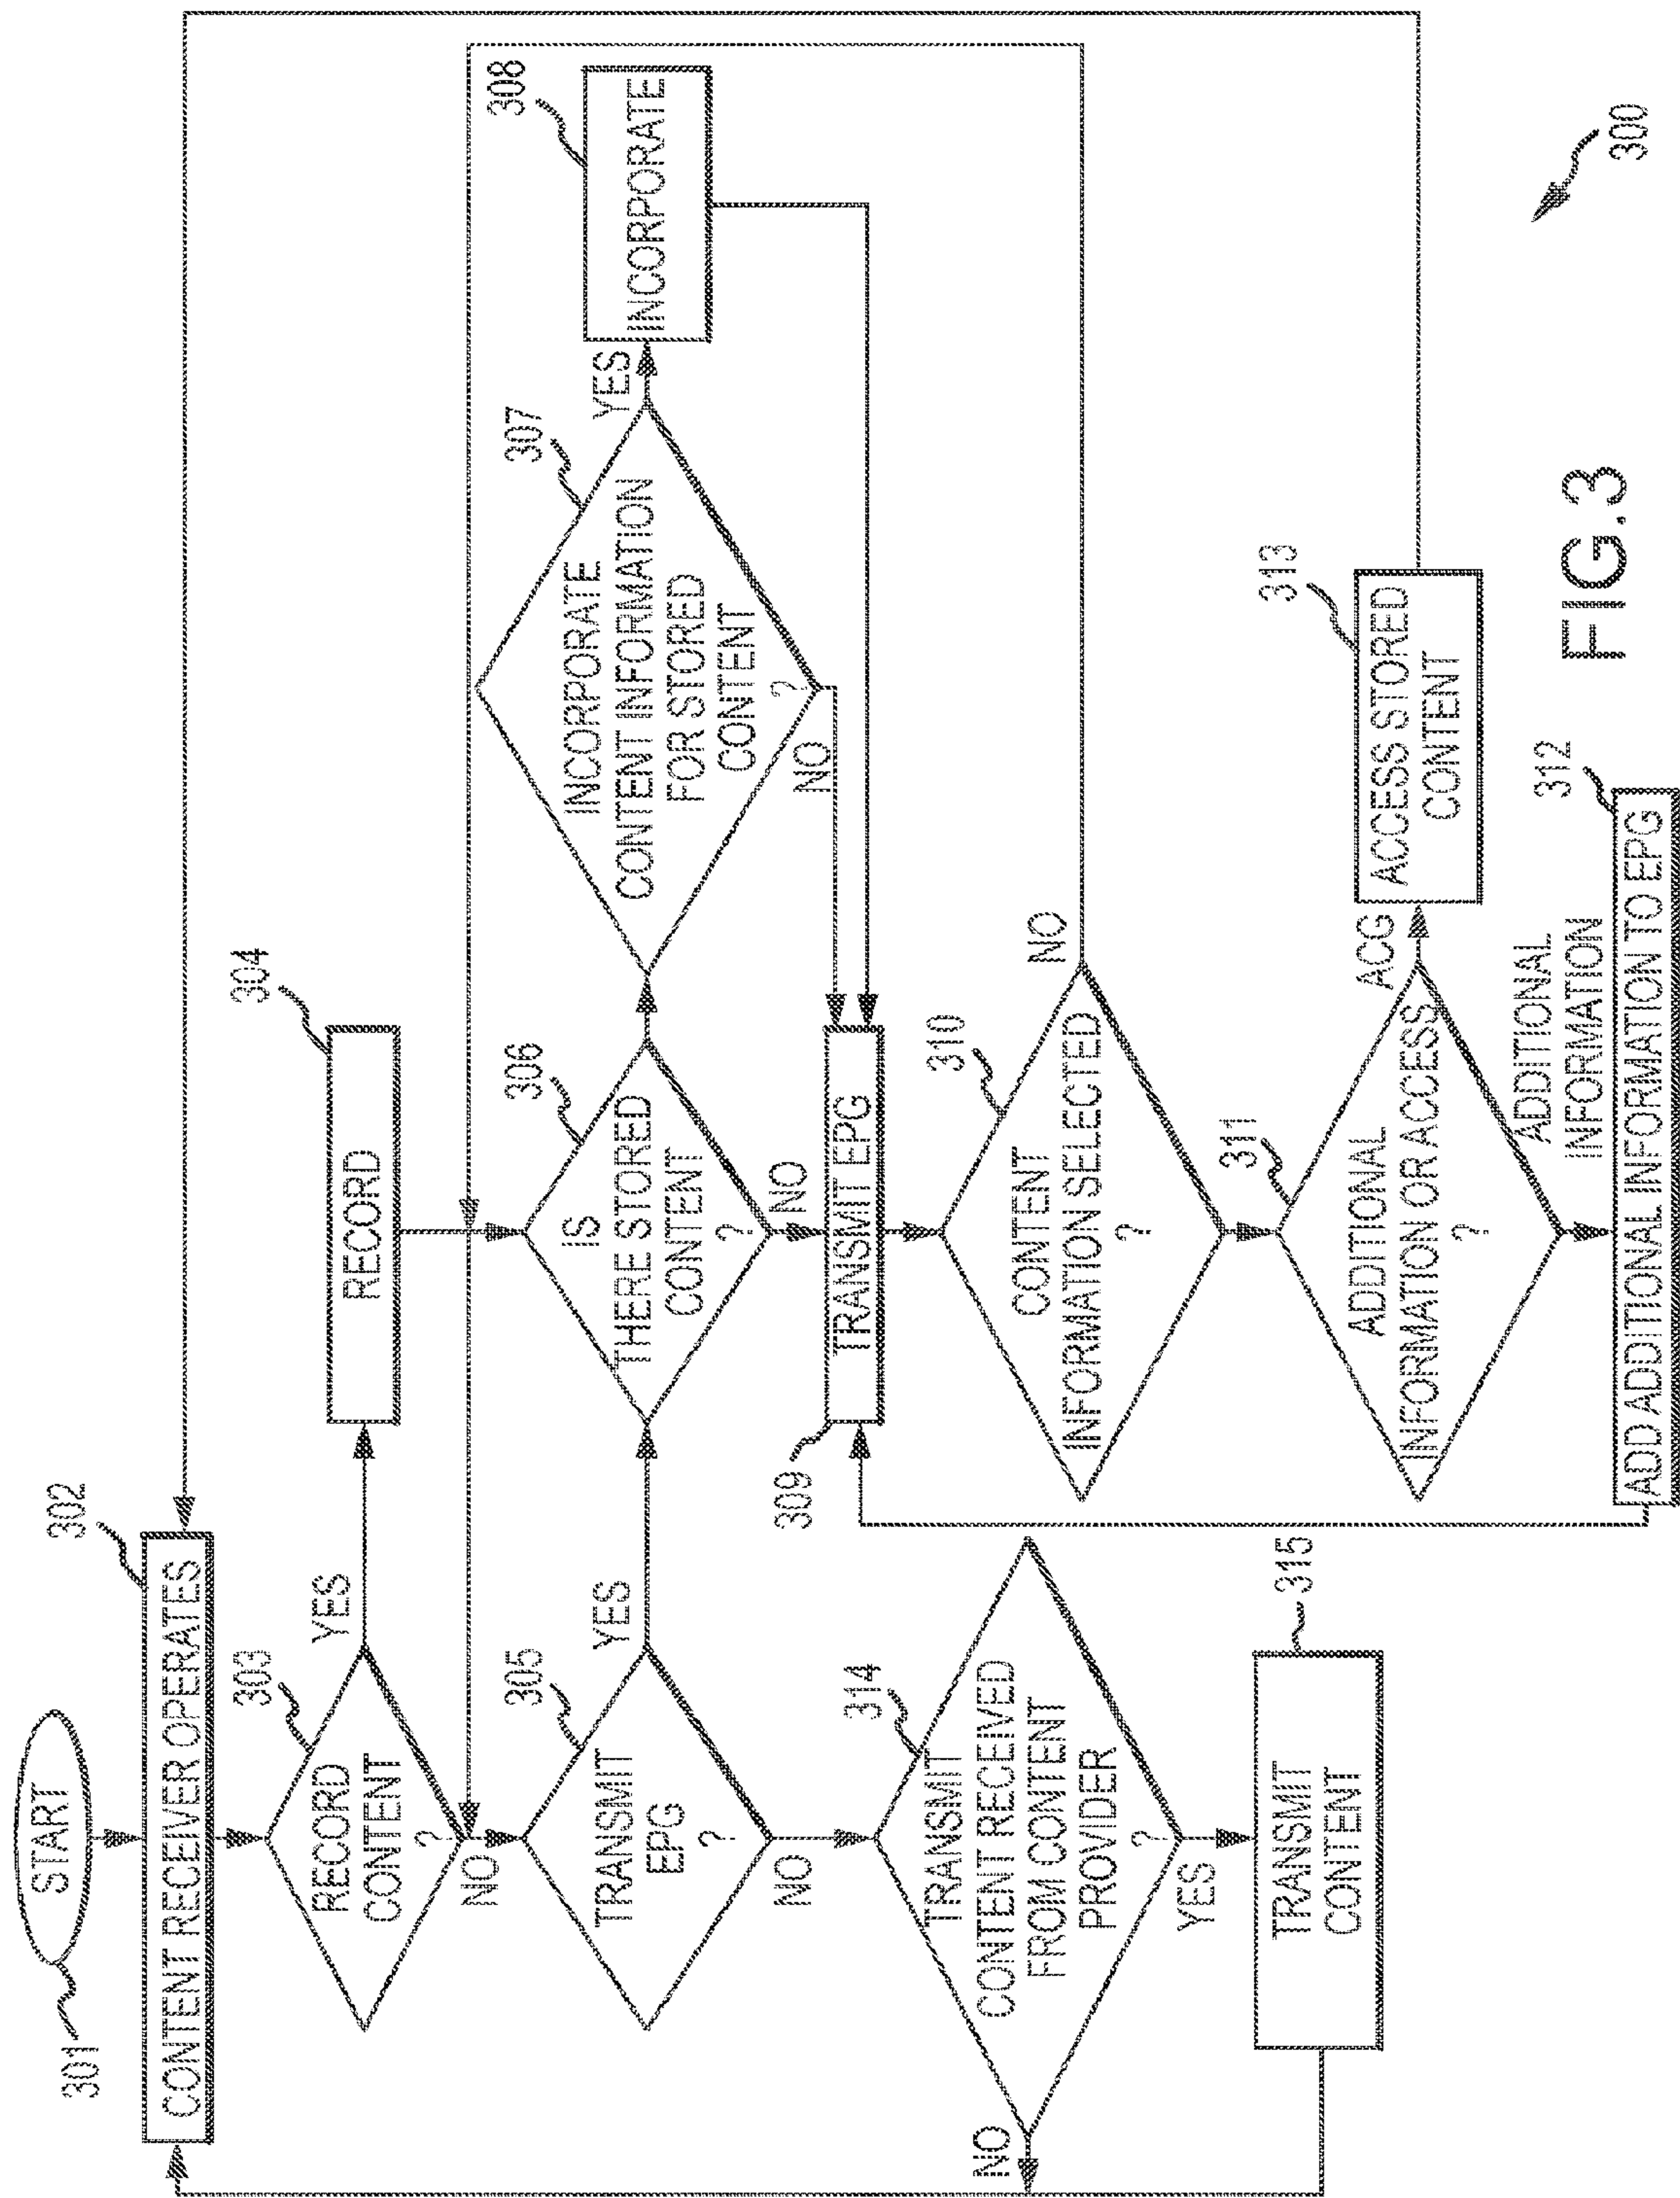 START
301
CONTENT RECEIVER OPERATES
302
RECORD
CONTENT
?
303
YES
NO
RECORD
304
TRANSMIT
EPG
?
305
YES
NO
IS
THERE STORED
CONTENT
?
306
NO
INCORPORATE
CONTENT INFORMATION
FOR STORED
CONTENT
?
307
YES
NO
INCORPORATE
308
TRANSMIT EPG
309
CONTENT
INFORMATION SELECTED
?
310
NO
ADDITIONAL
INFORMATION OR ACCESS
?
311
ACG
ADDITIONAL
INFORMATION
ADD ADDITIONAL INFORMATION TO EPG
312
ACCESS STORED
CONTENT
313
TRANSMIT
CONTENT RECEIVED
FROM CONTENT
PROVIDER
?
314
NO
YES
TRANSMIT
CONTENT
315
FIG.3
300